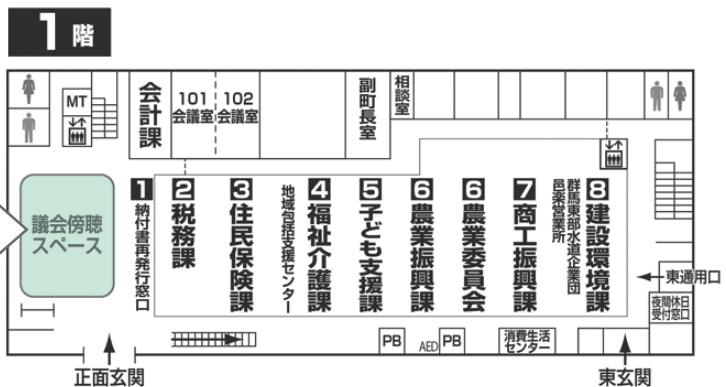 1階
MT
会計課
101
会議室
102
会議室
副町長室
相談室
議会傍聴
スペース
1 納付書再発行窓口
2 税務課
3 住民保険課
地域包括支援センター
4 福祉介護課
5 子ども支援課
6 農業振興課
6 農業委員会
7 商工振興課
群馬東部水道企業団
邑楽営業所
8 建設環境課
東通用口
夜間休日
受付窓口
PB
AED
PB
消費生活
センター
正面玄関
東玄関